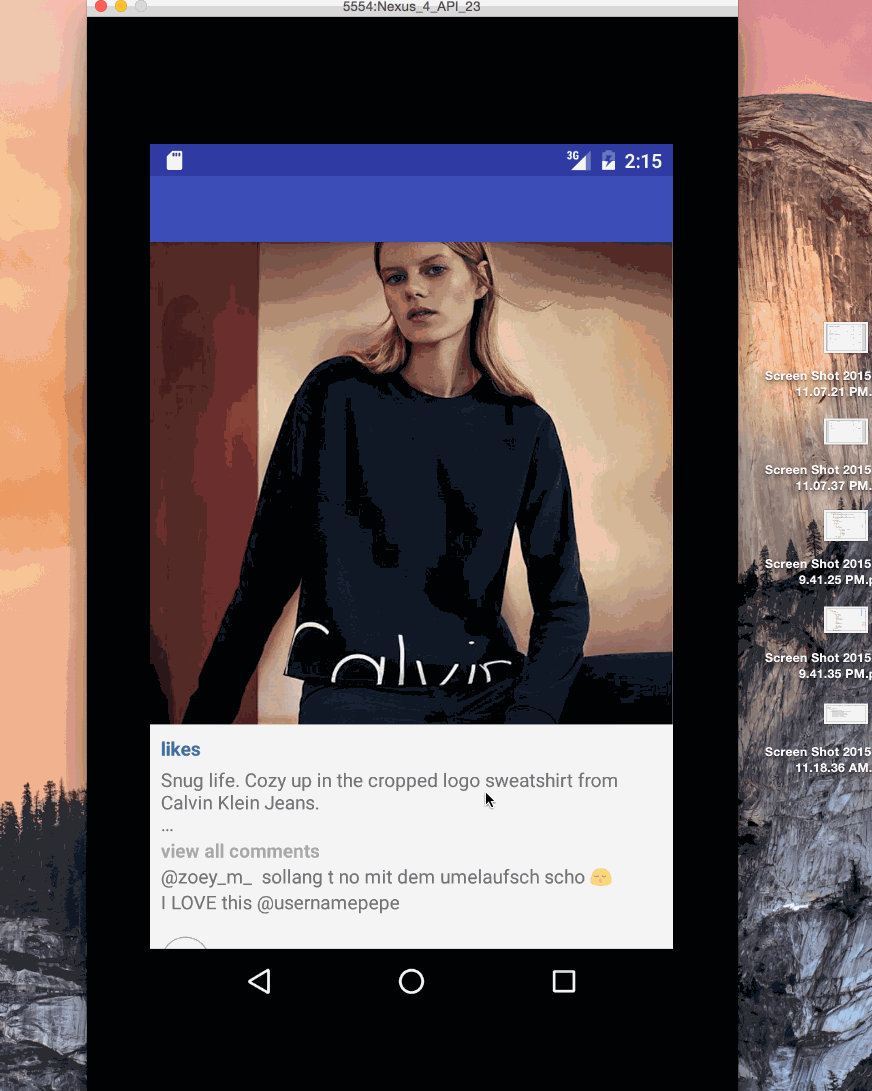 5554:Nexus_4_API_23
3G
2:15
Calvin
likes
Snug life. Cozy up in the cropped logo sweatshirt from
Calvin Klein Jeans.
…
view all comments
@zoey_m_  sollang t no mit dem umelaufsch scho 😌
I LOVE this @usernamepepe
Screen Shot 2015
11.07.21 PM.
Screen Shot 2015
11.07.37 PM.
Screen Shot 2015
9.41.25 PM.p
Screen Shot 2015
9.41.35 PM.p
Screen Shot 2015
11.18.36 AM.